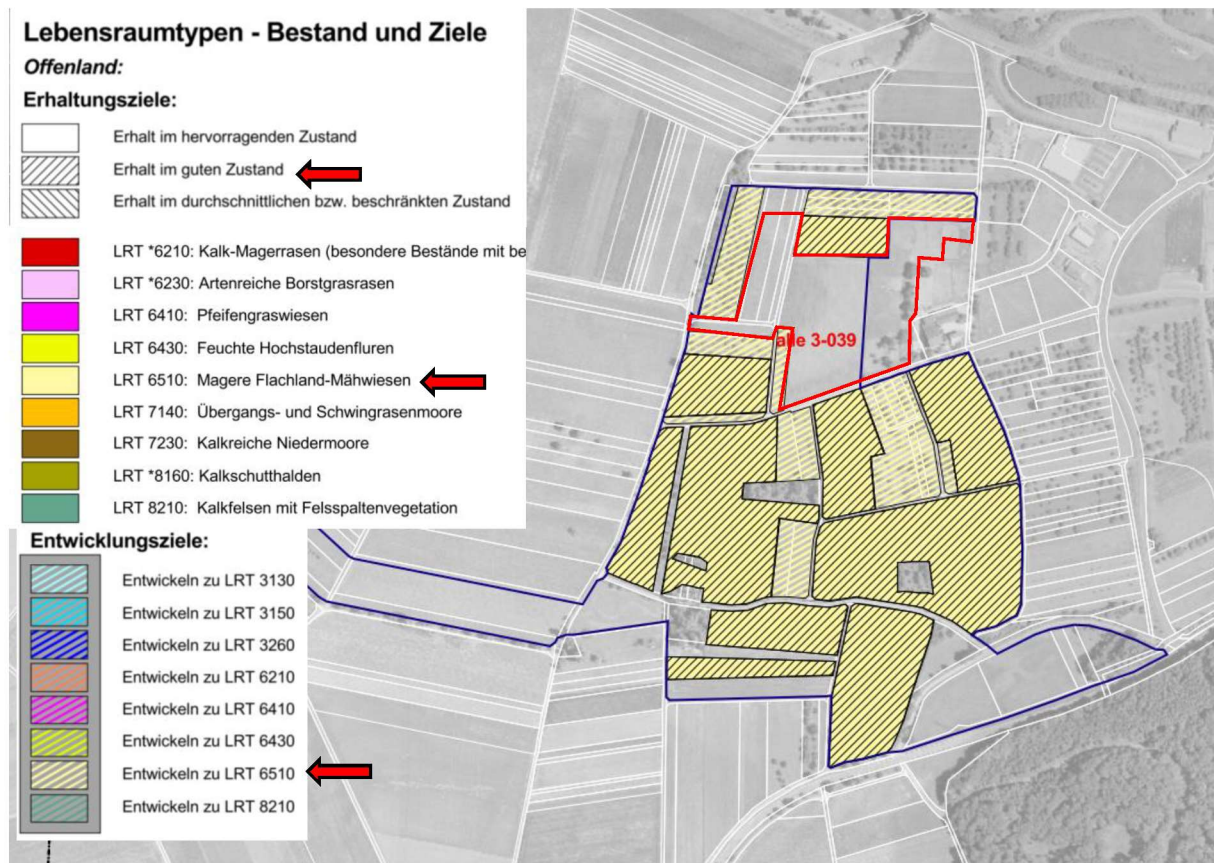 Lebensraumtypen - Bestand und Ziele
Offenland:
Erhaltungsziele:
Erhalt im hervorragenden Zustand
Erhalt im guten Zustand
Erhalt im durchschnittlichen bzw. beschränkten Zustand
LRT *6210: Kalk-Magerrasen (besondere Bestände mit be
LRT *6230: Artenreiche Borstgrasrasen
LRT 6410: Pfeifengraswiesen
LRT 6430: Feuchte Hochstaudenfluren
LRT 6510: Magere Flachland-Mähwiesen
LRT 7140: Übergangs- und Schwingrasenmoore
LRT 7230: Kalkreiche Niedermoore
LRT *8160: Kalkschutthalden
LRT 8210: Kalkfelsen mit Felsspaltenvegetation
Entwicklungsziele:
Entwickeln zu LRT 3130
Entwickeln zu LRT 3150
Entwickeln zu LRT 3260
Entwickeln zu LRT 6210
Entwickeln zu LRT 6410
Entwickeln zu LRT 6430
Entwickeln zu LRT 6510
Entwickeln zu LRT 8210
alle 3-039